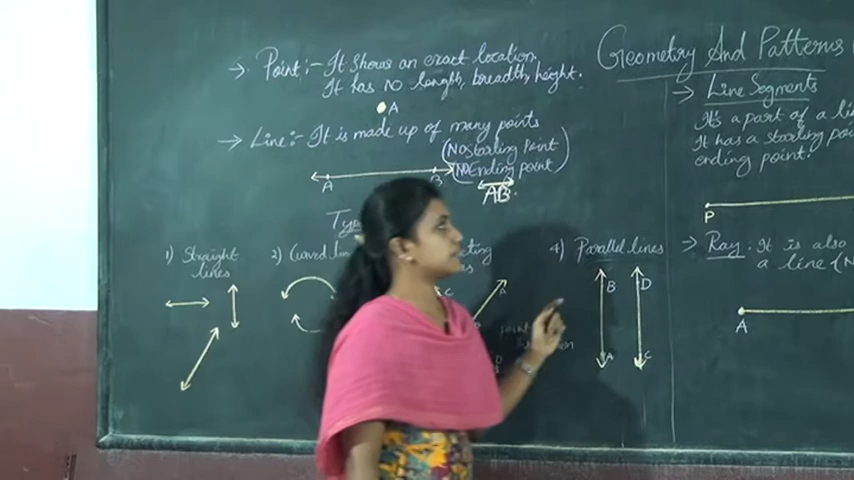 Geometry And Patterns
→ Point:- It shows an exact location.
It has no length, breadth, height.
A
→ Line:- It is made up of many points
(No Starting Point
No Ending point)
A B
AB.
1) Straight lines
2) Curved
C
A
point
4) Parallel lines
B D
A C
→ Line Segments
It's a part of a
It has a starting
ending point.
P
→ Ray: It is also
a line
A